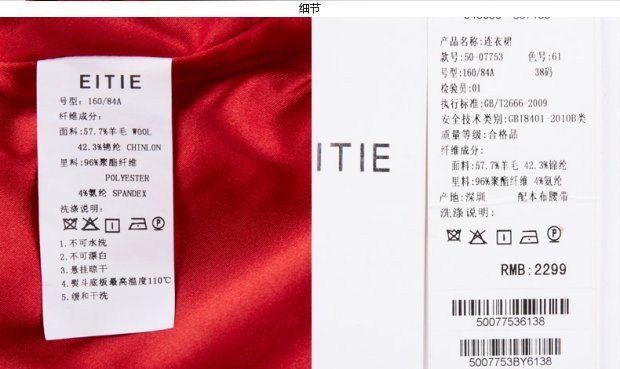 细节
EITIE
号型: 160/84A
纤维成分:
面料:57.7%羊毛 WOOL
42.3%锦纶 CHINLON
里料:96%聚酯纤维
POLYESTER
4%氨纶 SPANDEX
洗涤说明:
1.不可水洗
2.不可漂白
3.悬挂晾干
4.熨斗底板最高温度110℃
5.缓和干洗
EITIE
产品名称:连衣裙
款号:50-07753 色号:61
号型:160/84A 38码
检验员:01
执行标准:GB/T2666-2009
安全技术类别:GB18401-2010B类
质量等级:合格品
纤维成分:
面料:57.7%羊毛 42.3%锦纶
里料:96%聚酯纤维 4%氨纶
产地:深圳 配本布腰带
洗涤说明:
RMB:2299
50077536138
5007753BY6138